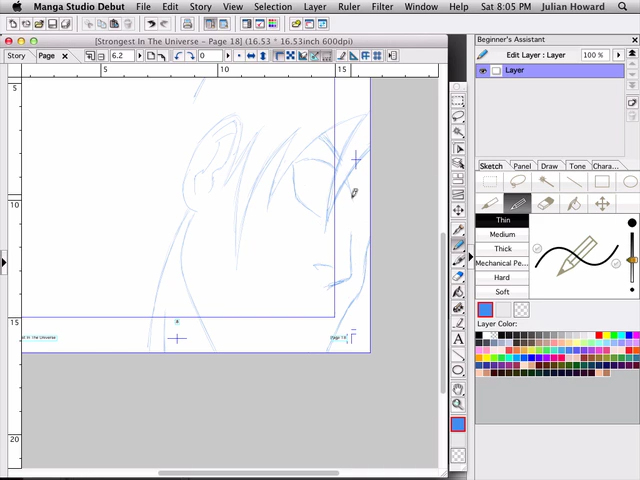 Manga Studio Debut File Edit Story View Selection Layer Ruler Filter Window Sat 8:05 PM Julian Howard
[Strongest In The Universe - Page 18] (16.53 * 16.53inch 600dpi)
Story Page 6.2 0
5 10 15
5
10
15
20
Page 18
Beginner's Assistant
Edit Layer : Layer 100 %
Layer
Sketch Panel Draw Tone Chara...
Thin
Medium
Thick
Mechanical Pe...
Hard
Soft
Layer Color: